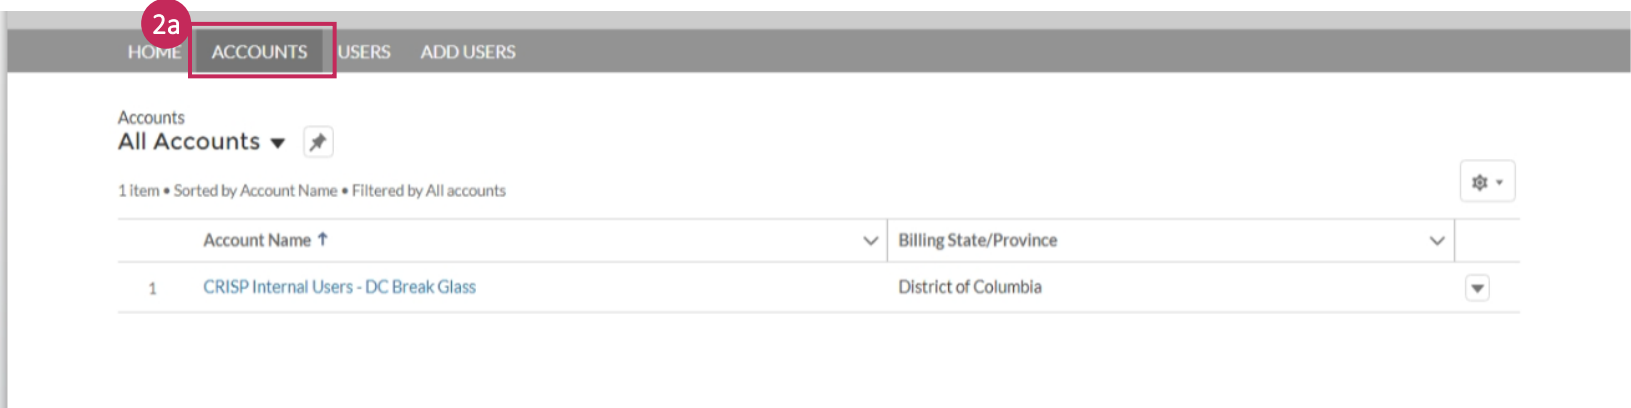 2a
HOME ACCOUNTS USERS ADD USERS
Accounts
All Accounts
1 item • Sorted by Account Name • Filtered by All accounts
Account Name ↑ Billing State/Province
1 CRISP Internal Users - DC Break Glass District of Columbia